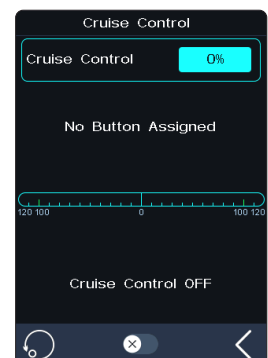 Cruise Control
Cruise Control 0%
No Button Assigned
120 100 0 100 120
Cruise Control OFF